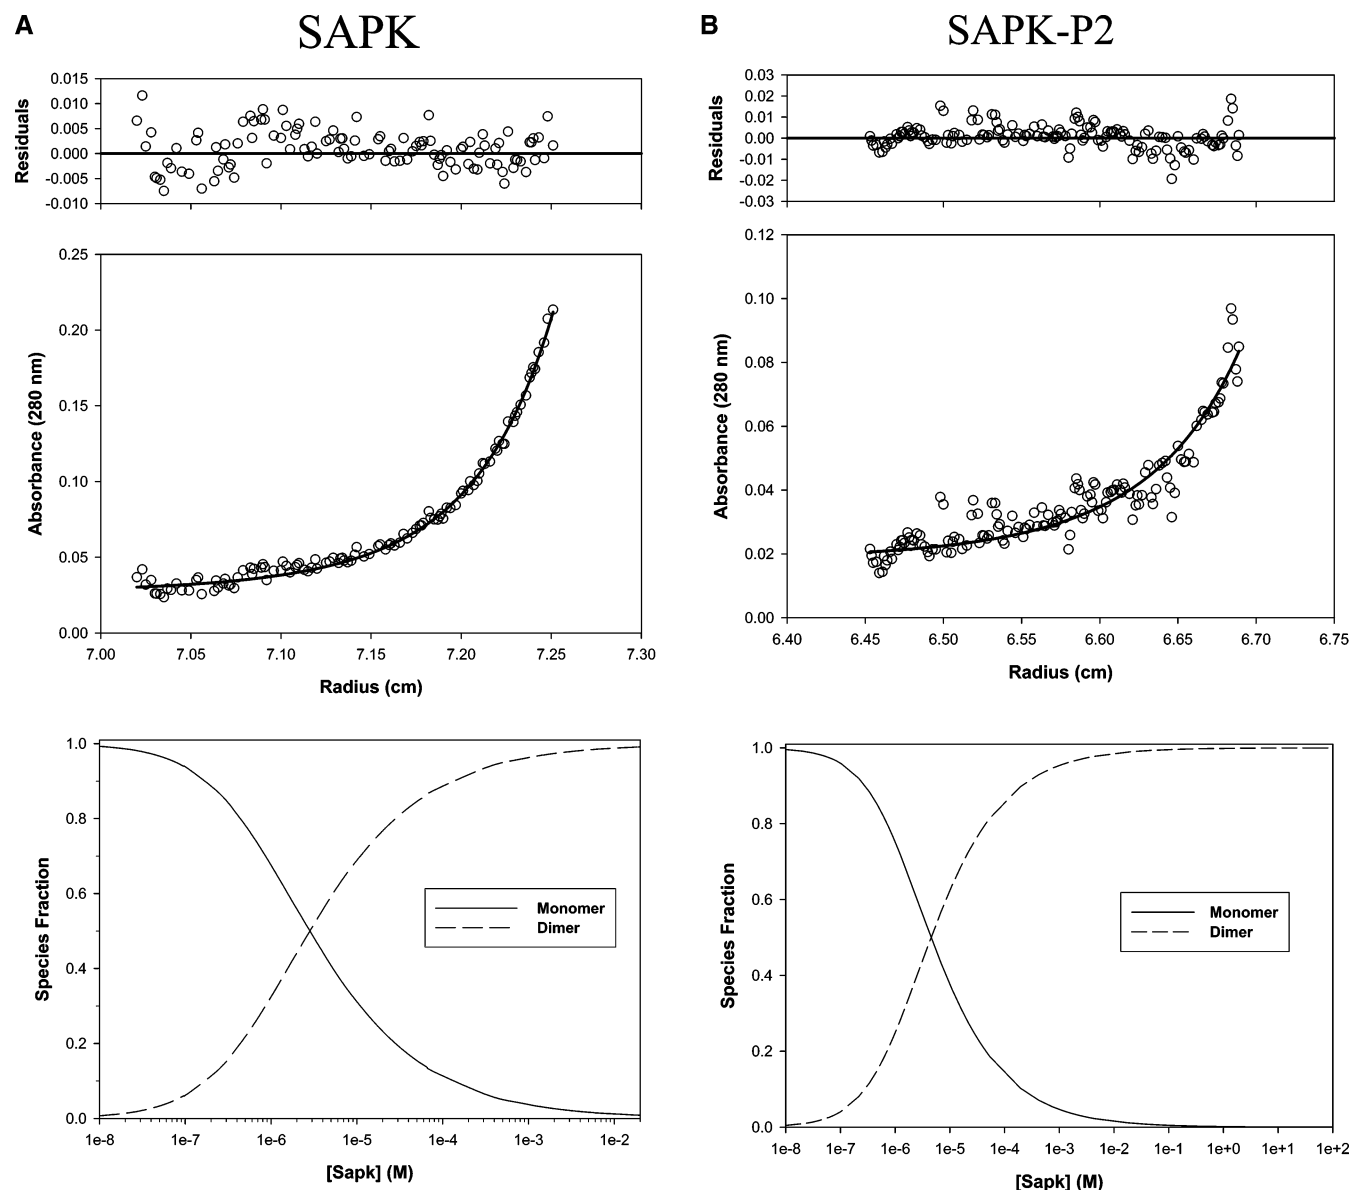 A
SAPK
0.015
0.010
0.005
0.000
-0.005
-0.010
Residuals
0.25
0.20
0.15
0.10
0.05
0.00
Absorbance (280 nm)
7.00 7.05 7.10 7.15 7.20 7.25 7.30
Radius (cm)
1.0
0.8
0.6
0.4
0.2
0.0
Species Fraction
Monomer
Dimer
1e-8 1e-7 1e-6 1e-5 1e-4 1e-3 1e-2
[Sapk] (M)
B
SAPK-P2
0.03
0.02
0.01
0.00
-0.01
-0.02
-0.03
Residuals
0.12
0.10
0.08
0.06
0.04
0.02
0.00
Absorbance (280 nm)
6.40 6.45 6.50 6.55 6.60 6.65 6.70 6.75
Radius (cm)
1.0
0.8
0.6
0.4
0.2
0.0
Species Fraction
Monomer
Dimer
1e-8 1e-7 1e-6 1e-5 1e-4 1e-3 1e-2 1e-1 1e+0 1e+1 1e+2
[Sapk] (M)